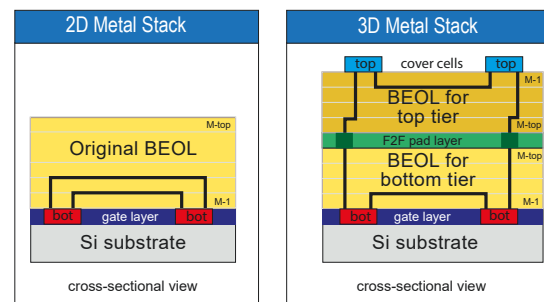 2D Metal Stack
M-top
Original BEOL
M-1
bot
gate layer
bot
Si substrate
cross-sectional view
3D Metal Stack
top
cover cells
top
M-1
BEOL for
top tier
M-top
F2F pad layer
M-top
BEOL for
bottom tier
M-1
bot
gate layer
bot
Si substrate
cross-sectional view